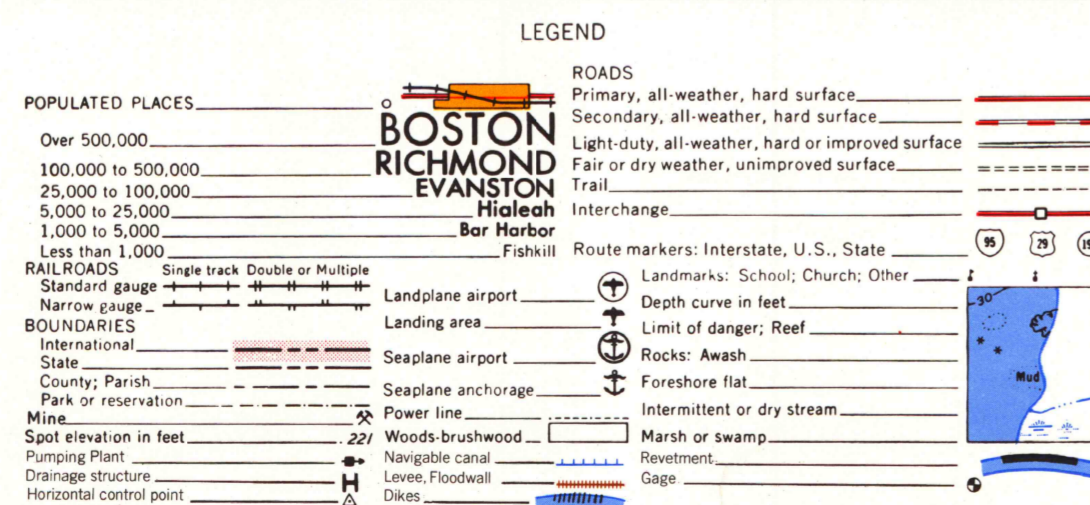 LEGEND
POPULATED PLACES
Over 500,000 BOSTON
100,000 to 500,000 RICHMOND
25,000 to 100,000 EVANSTON
5,000 to 25,000 Hialeah
1,000 to 5,000 Bar Harbor
Less than 1,000 Fishkill
RAILROADS Single track Double or Multiple
Standard gauge
Narrow gauge
BOUNDARIES
International
State
County; Parish
Park or reservation
Mine
Spot elevation in feet 221
Pumping Plant
Drainage structure
Horizontal control point
Landplane airport
Landing area
Seaplane airport
Seaplane anchorage
Power line
Woods-brushwood
Navigable canal
Levee, Floodwall
Dikes
ROADS
Primary, all-weather, hard surface
Secondary, all-weather, hard surface
Light-duty, all-weather, hard or improved surface
Fair or dry weather, unimproved surface
Trail
Interchange
Route markers: Interstate, U.S., State 95 29
Landmarks: School; Church; Other
Depth curve in feet 30
Limit of danger; Reef
Rocks: Awash
Foreshore flat Mud
Intermittent or dry stream
Marsh or swamp
Revetment
Gage